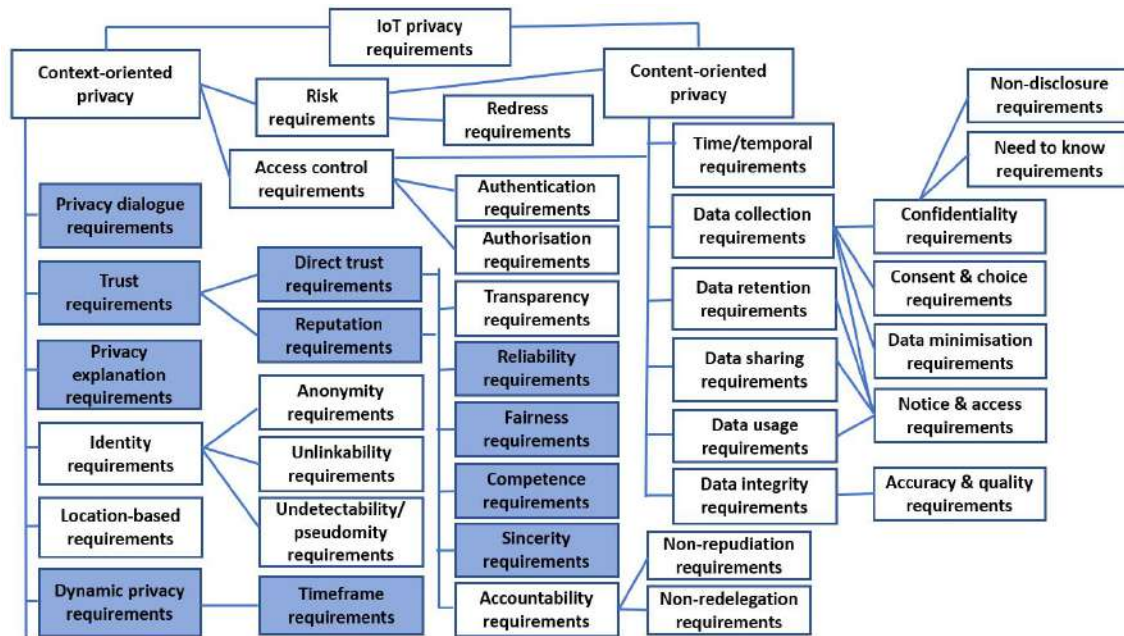 IoT privacy
requirements
Context-oriented
privacy
Content-oriented
privacy
Risk
requirements
Redress
requirements
Access control
requirements
Authentication
requirements
Authorisation
requirements
Privacy dialogue
requirements
Trust
requirements
Direct trust
requirements
Reputation
requirements
Transparency
requirements
Reliability
requirements
Fairness
requirements
Competence
requirements
Sincerity
requirements
Accountability
requirements
Non-repudiation
requirements
Non-redelegation
requirements
Privacy
explanation
requirements
Identity
requirements
Anonymity
requirements
Unlinkability
requirements
Undetectability/
pseudomity
requirements
Location-based
requirements
Dynamic privacy
requirements
Timeframe
requirements
Time/temporal
requirements
Data collection
requirements
Data retention
requirements
Data sharing
requirements
Data usage
requirements
Data integrity
requirements
Non-disclosure
requirements
Need to know
requirements
Confidentiality
requirements
Consent & choice
requirements
Data minimisation
requirements
Notice & access
requirements
Accuracy & quality
requirements